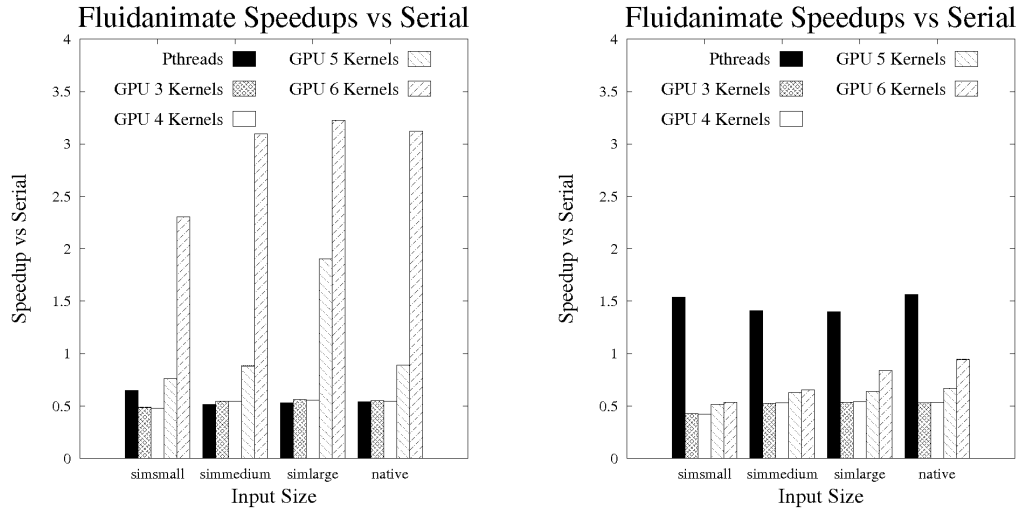 Fluidanimate Speedups vs Serial
4
3.5
3
2.5
2
1.5
1
0.5
0
Speedup vs Serial
Pthreads
GPU 3 Kernels
GPU 4 Kernels
GPU 5 Kernels
GPU 6 Kernels
simsmall simmedium simlarge native
Input Size
Fluidanimate Speedups vs Serial
4
3.5
3
2.5
2
1.5
1
0.5
0
Speedup vs Serial
Pthreads
GPU 3 Kernels
GPU 4 Kernels
GPU 5 Kernels
GPU 6 Kernels
simsmall simmedium simlarge native
Input Size